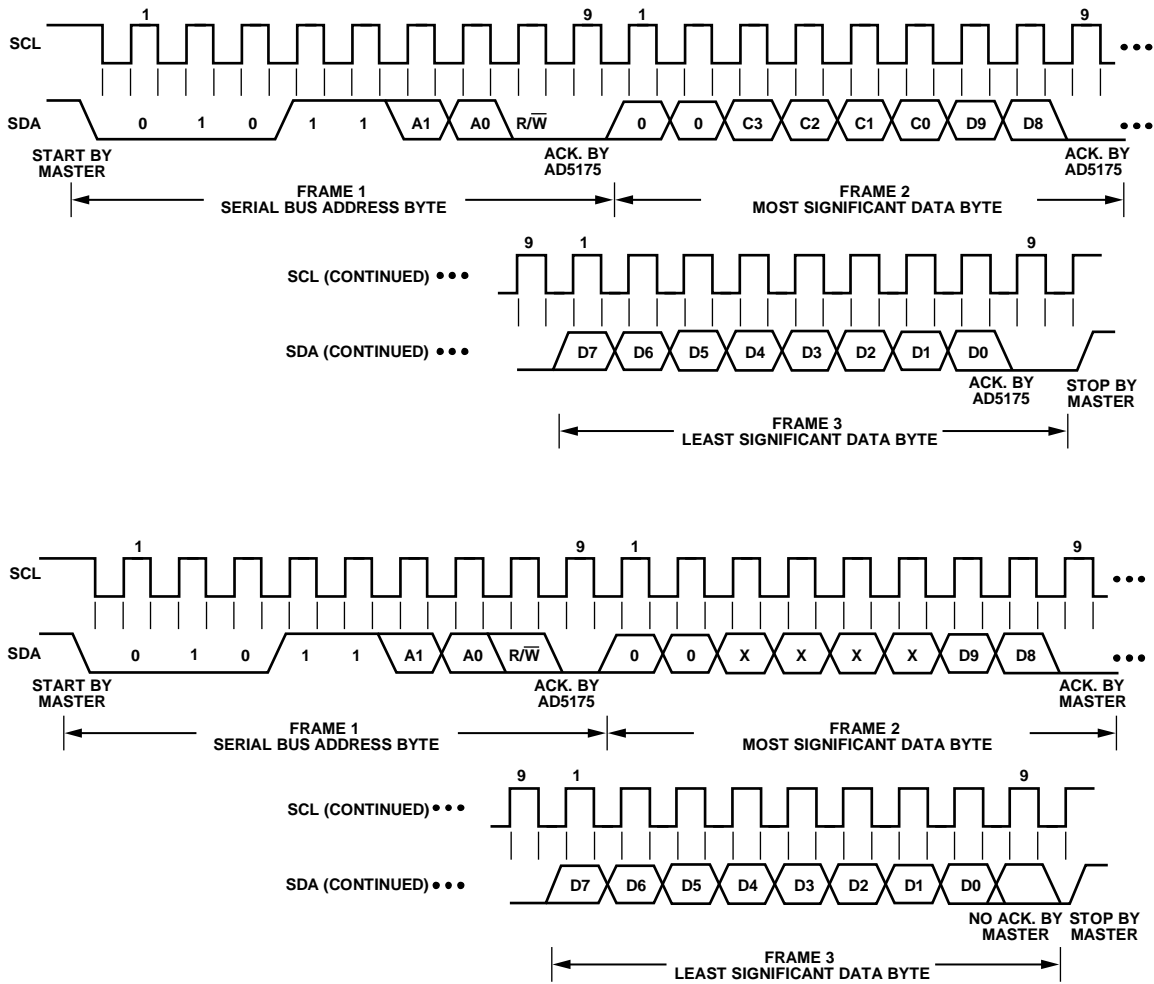 1 9 1 9
SCL •••
SDA 0 1 0 1 1 A1 A0 R/W̅ 0 0 C3 C2 C1 C0 D9 D8 •••
START BY MASTER
ACK. BY AD5175
ACK. BY AD5175
FRAME 1
SERIAL BUS ADDRESS BYTE
FRAME 2
MOST SIGNIFICANT DATA BYTE
9 1 9
SCL (CONTINUED) •••
SDA (CONTINUED) ••• D7 D6 D5 D4 D3 D2 D1 D0
ACK. BY AD5175
STOP BY MASTER
FRAME 3
LEAST SIGNIFICANT DATA BYTE
1 9 1 9
SCL •••
SDA 0 1 0 1 1 A1 A0 R/W̅ 0 0 X X X X D9 D8 •••
START BY MASTER
ACK. BY AD5175
ACK. BY MASTER
FRAME 1
SERIAL BUS ADDRESS BYTE
FRAME 2
MOST SIGNIFICANT DATA BYTE
9 1 9
SCL (CONTINUED) •••
SDA (CONTINUED) ••• D7 D6 D5 D4 D3 D2 D1 D0
NO ACK. BY MASTER
STOP BY MASTER
FRAME 3
LEAST SIGNIFICANT DATA BYTE